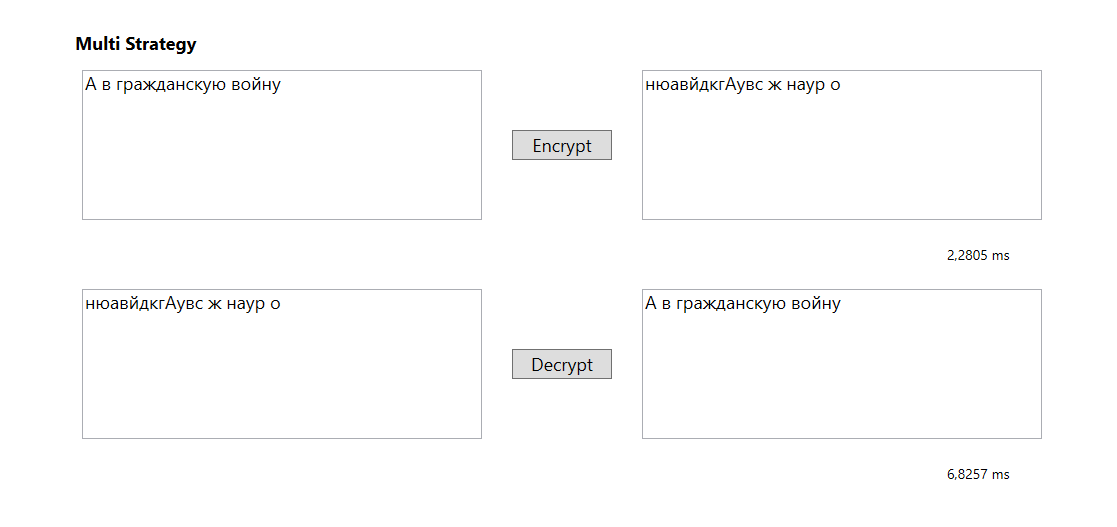 Multi Strategy
А в гражданскую войну
нюавйдкгАувс ж наур о
Encrypt
2,2805 ms
нюавйдкгАувс ж наур о
А в гражданскую войну
Decrypt
6,8257 ms